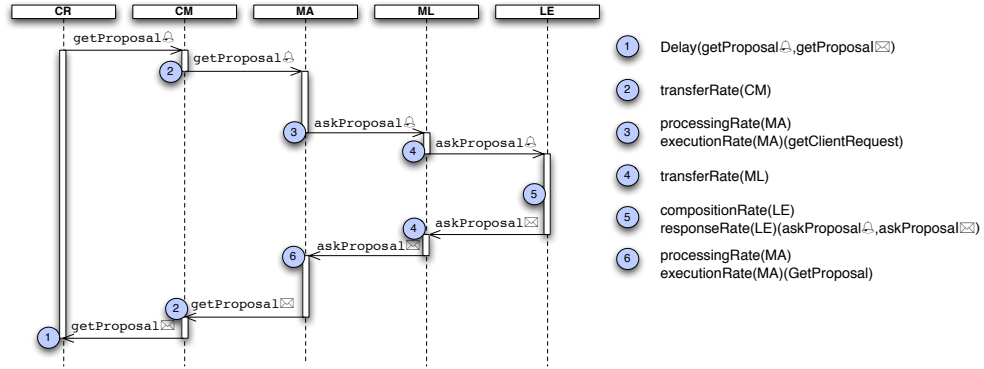 CR CM MA ML LE
getProposal🔔
getProposal🔔
2
askProposal🔔
3
askProposal🔔
4
5
askProposal✉
4
askProposal✉
6
getProposal✉
2
getProposal✉
1
1 Delay(getProposal🔔,getProposal✉)
2 transferRate(CM)
3 processingRate(MA)
executionRate(MA)(getClientRequest)
4 transferRate(ML)
5 compositionRate(LE)
responseRate(LE)(askProposal🔔,askProposal✉)
6 processingRate(MA)
executionRate(MA)(GetProposal)